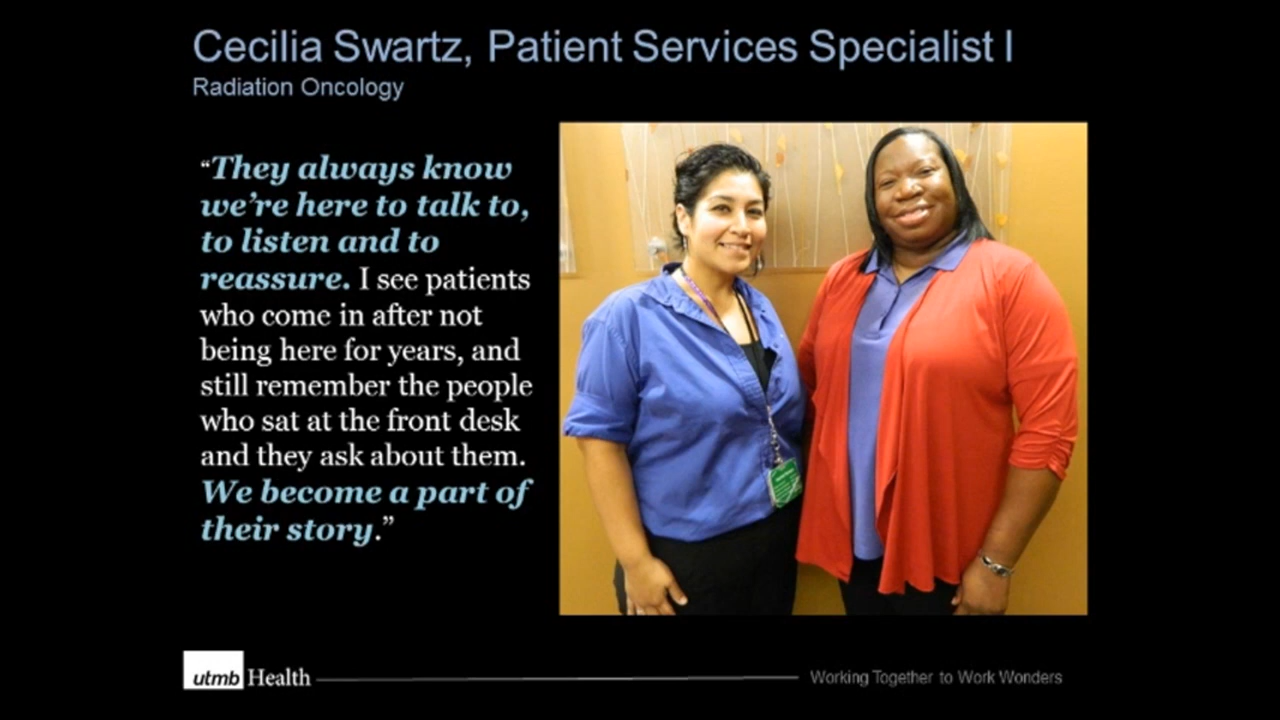 Cecilia Swartz, Patient Services Specialist I
Radiation Oncology
“They always know
we’re here to talk to,
to listen and to
reassure. I see patients
who come in after not
being here for years, and
still remember the people
who sat at the front desk
and they ask about them.
We become a part of
their story.”
utmb Health
Working Together to Work Wonders